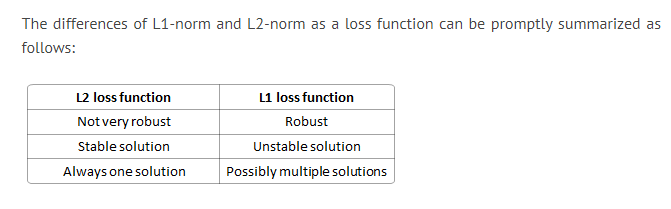 The differences of L1-norm and L2-norm as a loss function can be promptly summarized as
follows:
L2 loss function L1 loss function
Not very robust Robust
Stable solution Unstable solution
Always one solution Possibly multiple solutions